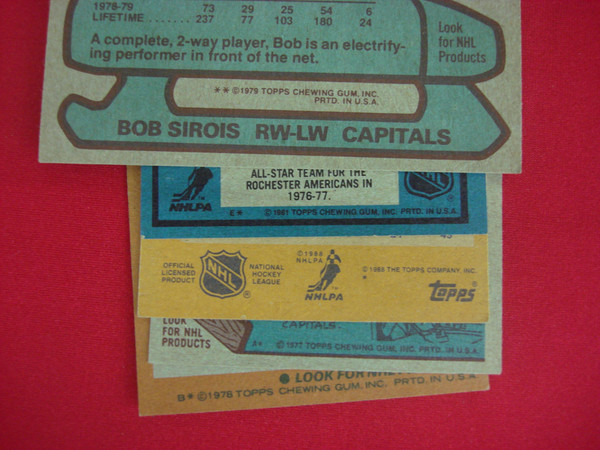 1978-79 73 29 25 54 6
LIFETIME 237 77 103 180 24
A complete, 2-way player, Bob is an electrify-
ing performer in front of the net.
Look
for NHL
Products
** © 1979 TOPPS CHEWING GUM, INC.
PRTD. IN U.S.A.
BOB SIROIS RW-LW CAPITALS
ALL-STAR TEAM FOR THE
ROCHESTER AMERICANS IN
1976-77.
NHLPA
NHL
E* © 1981 TOPPS CHEWING GUM, INC. PRTD. IN U.S.A.
OFFICIAL
LICENSED
PRODUCT
NHL
®
NATIONAL
HOCKEY
LEAGUE
© 1988
NHLPA
NHLPA
© 1988 THE TOPPS COMPANY, INC.
*
topps®
LOOK
FOR NHL
PRODUCTS
CAPITALS
A* © 1977 TOPPS CHEWING GUM, INC. PRTD. IN U.S.A.
● LOOK FOR NHL
B* © 1978 TOPPS CHEWING GUM, INC. PRTD. IN U.S.A.